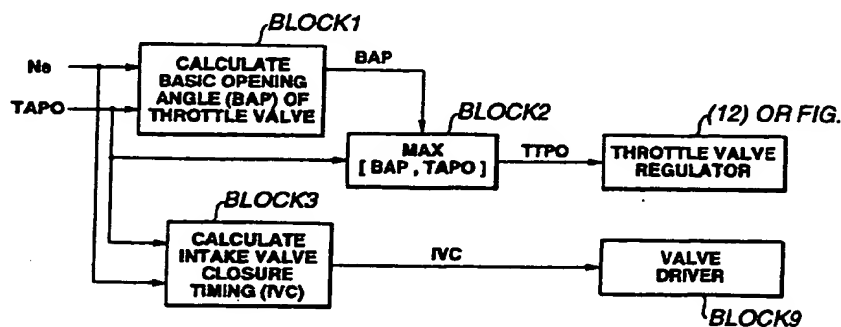 BLOCK1
Ne
TAPO
CALCULATE
BASIC OPENING
ANGLE (BAP) OF
THROTTLE VALVE
BAP
BLOCK2
MAX
[ BAP , TAPO ]
TTPO
(12) OR FIG.
THROTTLE VALVE
REGULATOR
BLOCK3
CALCULATE
INTAKE VALVE
CLOSURE
TIMING (IVC)
IVC
VALVE
DRIVER
BLOCK9